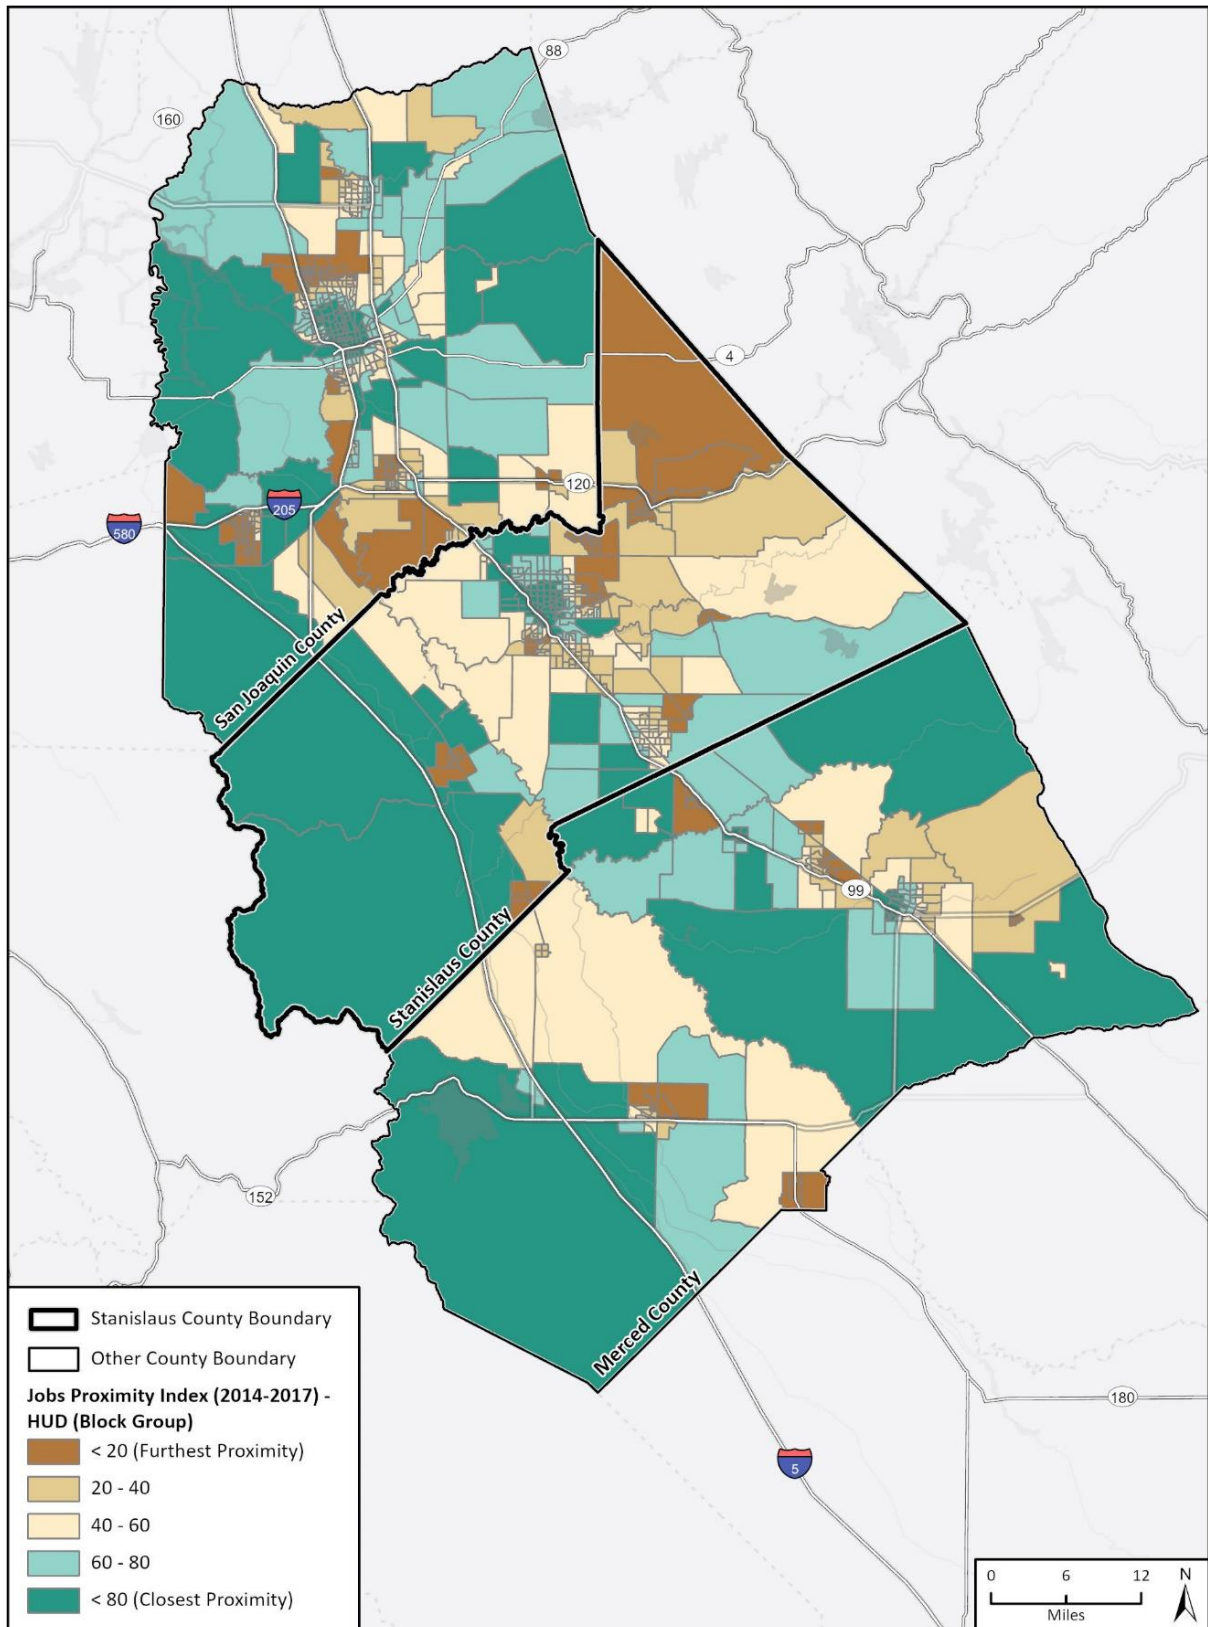 88
160
4
120
205
580
San Joaquin County
99
Stanislaus County
152
Merced County
180
5
Stanislaus County Boundary
Other County Boundary
Jobs Proximity Index (2014-2017) -
HUD (Block Group)
< 20 (Furthest Proximity)
20 - 40
40 - 60
60 - 80
< 80 (Closest Proximity)
0 6 12
Miles
N